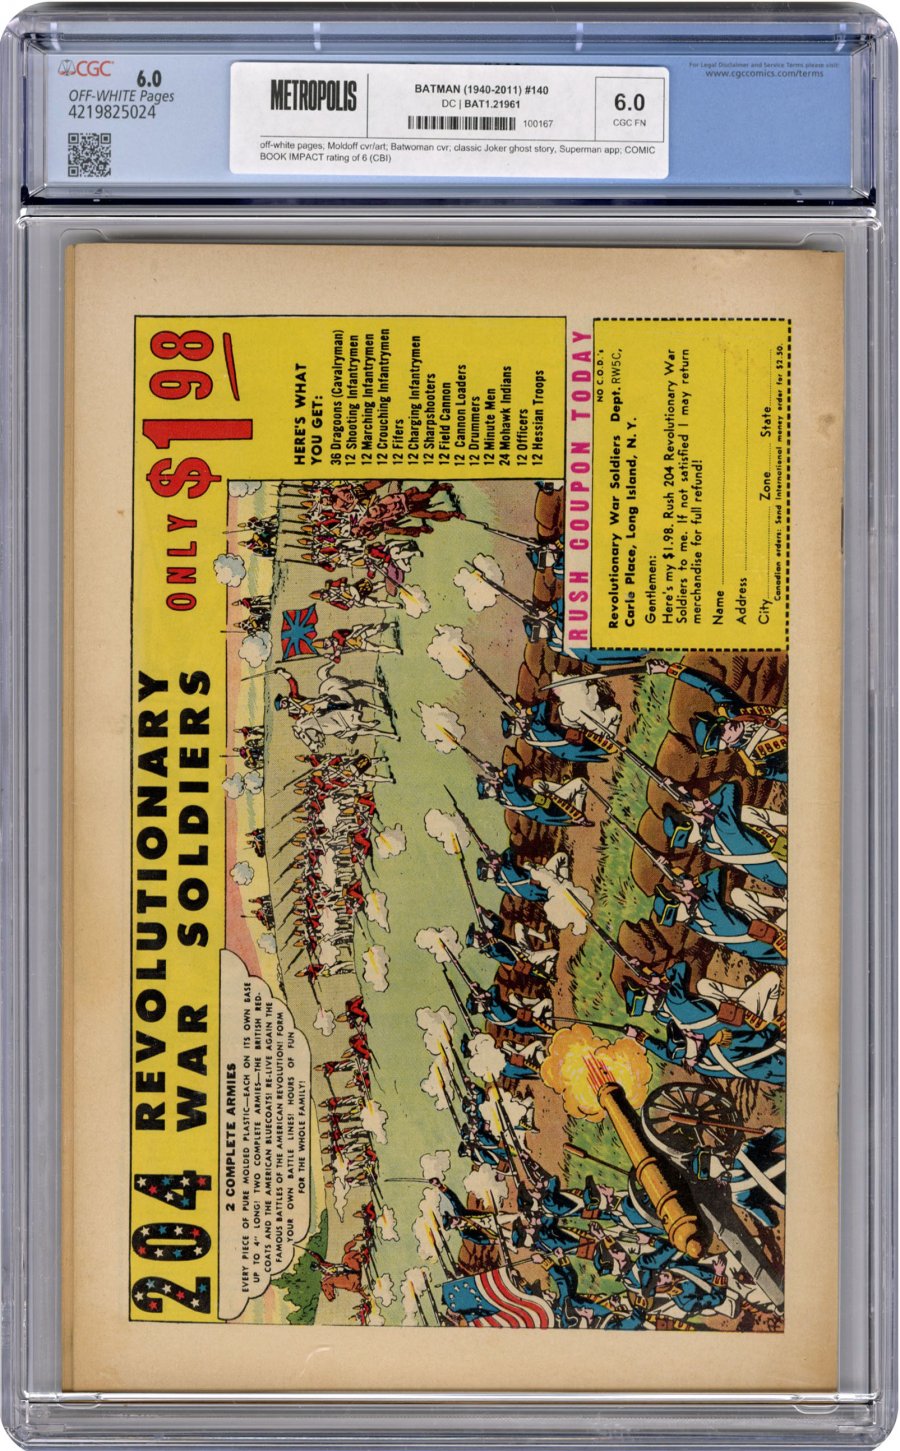 CGC 6.0
OFF-WHITE Pages
4219825024
METROPOLIS
BATMAN (1940-2011) #140
DC | BAT1.21961
100167
6.0
CGC FN
off-white pages; Moldoff cvr/art; Batwoman cvr; classic Joker ghost story, Superman app; COMIC
BOOK IMPACT rating of 6 (CBI)
For Legal Disclaimer and Service Terms please visit:
www.cgccomics.com/terms
204 REVOLUTIONARY
WAR SOLDIERS
ONLY $1.98
2 COMPLETE ARMIES
EVERY PIECE OF PURE MOLDED PLASTIC—EACH ON ITS OWN BASE
UP TO 4" LONG! TWO COMPLETE ARMIES—THE BRITISH RED-
COATS AND THE AMERICAN BLUECOATS! RE-LIVE AGAIN THE
FAMOUS BATTLES OF THE AMERICAN REVOLUTION! FORM
YOUR OWN BATTLE LINES! HOURS OF FUN
FOR THE WHOLE FAMILY!
HERE'S WHAT
YOU GET:
36 Dragoons (Cavalryman)
12 Shooting Infantrymen
12 Marching Infantrymen
12 Crouching Infantrymen
12 Fifers
12 Charging Infantrymen
12 Sharpshooters
12 Field Cannon
12 Cannon Loaders
12 Drummers
12 Minute Men
24 Mohawk Indians
12 Officers
12 Hessian Troops
RUSH COUPON TODAY
NO C.O.D.'s
Revolutionary War Soldiers Dept. RW5C,
Carle Place, Long Island, N. Y.
Gentlemen:
Here's my $1.98. Rush 204 Revolutionary War
Soldiers to me. If not satisfied I may return
merchandise for full refund!
Name
Address
City Zone State
Canadian orders: Send International money order for $2.50.